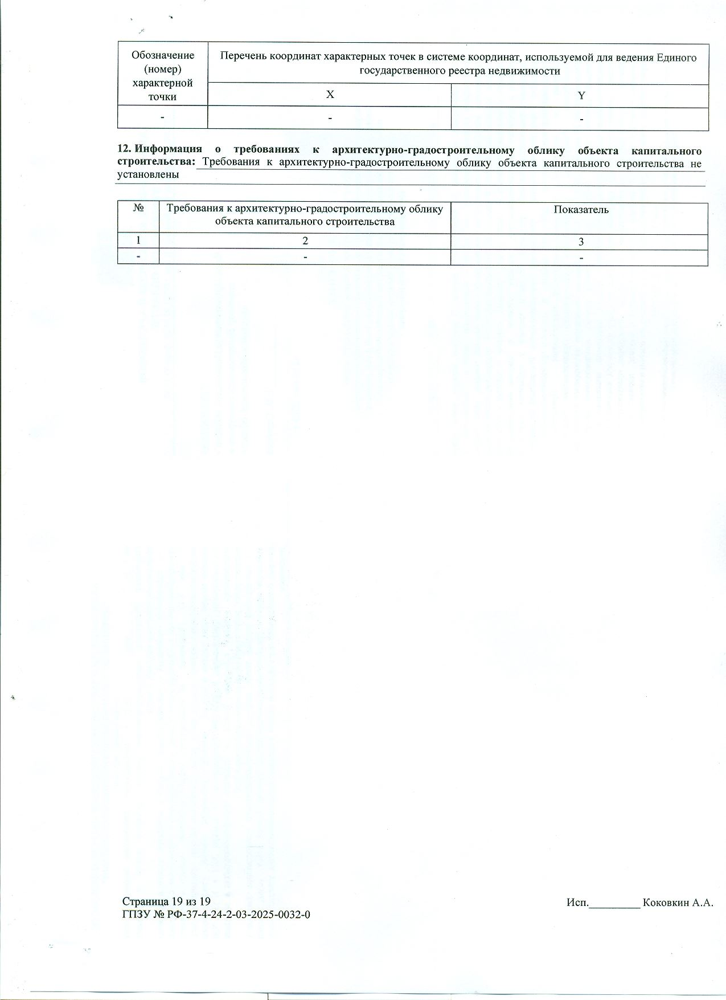 Обозначение
(номер)
характерной
точки
Перечень координат характерных точек в системе координат, используемой для ведения Единого
государственного реестра недвижимости
X
Y
-
-
-
12. Информация о требованиях к архитектурно-градостроительному облику объекта капитального
строительства: Требования к архитектурно-градостроительному облику объекта капитального строительства не
установлены
№
Требования к архитектурно-градостроительному облику
объекта капитального строительства
Показатель
1
2
3
-
-
-
Страница 19 из 19
Исп._________ Коковкин А.А.
ГПЗУ № РФ-37-4-24-2-03-2025-0032-0